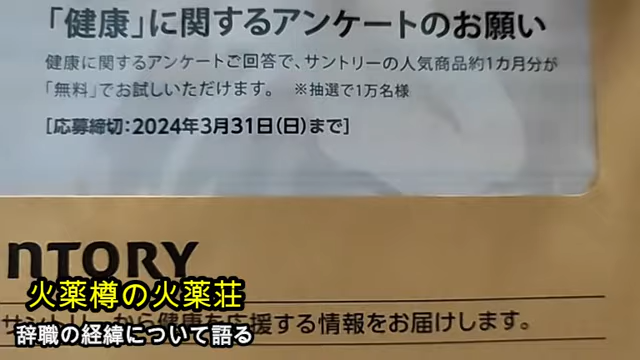 「健康」に関するアンケートのお願い
健康に関するアンケートご回答で、サントリーの人気商品約1カ月分が
「無料」でお試しいただけます。 ※抽選で1万名様
[応募締切:2024年3月31日(日)まで]
NTORY
火薬樽の火薬荘
サントリーから健康を応援する情報をお届けします。
辞職の経緯について語る